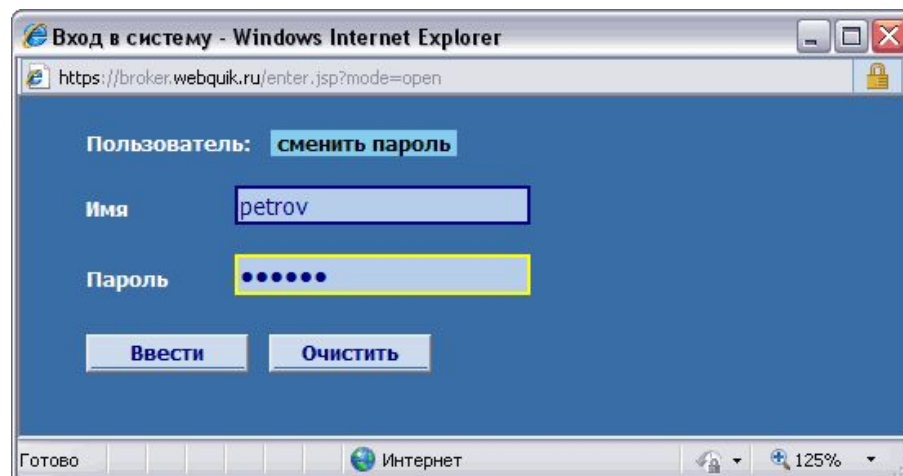 Вход в систему - Windows Internet Explorer
https://broker.webquik.ru/enter.jsp?mode=open
Пользователь: сменить пароль
Имя petrov
Пароль ••••••
Ввести Очистить
Готово Интернет 125%